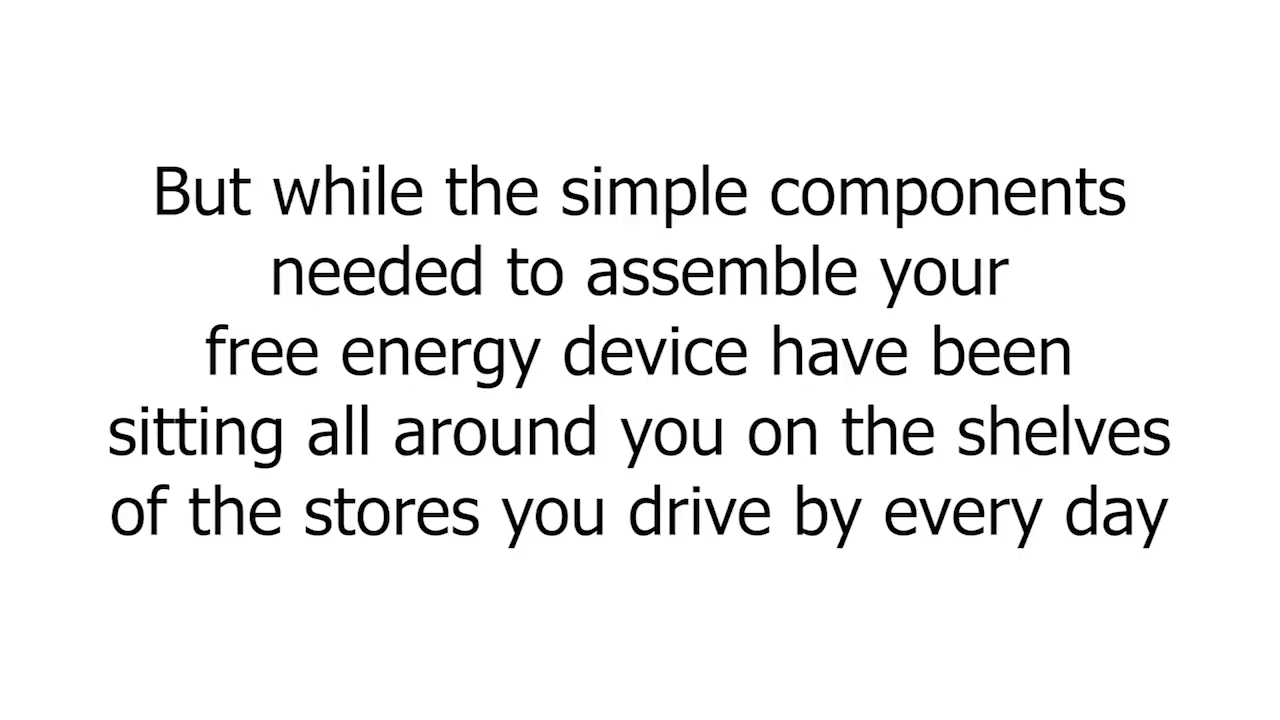 But while the simple components
needed to assemble your
free energy device have been
sitting all around you on the shelves
of the stores you drive by every day